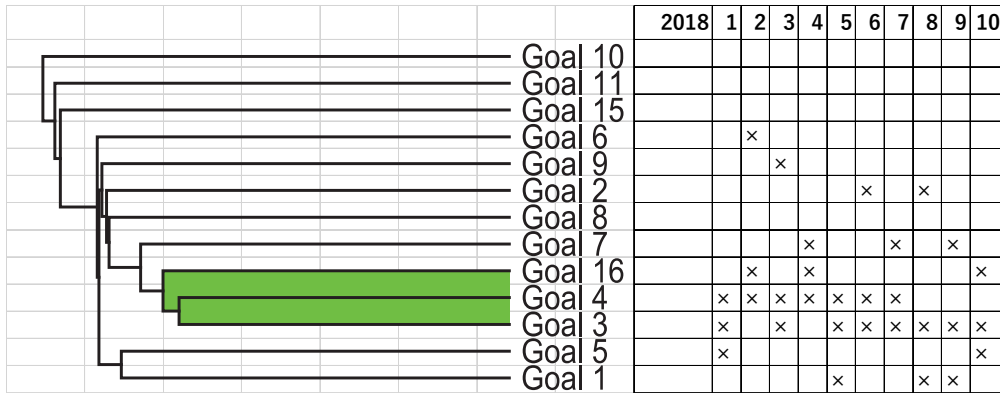 2018 1 2 3 4 5 6 7 8 9 10
Goal 10
Goal 11
Goal 15
Goal 6 ×
Goal 9 ×
Goal 2 × ×
Goal 8
Goal 7 × × ×
Goal 16 × × ×
Goal 4 × × × × × × ×
Goal 3 × × × × × × × ×
Goal 5 × ×
Goal 1 × × ×